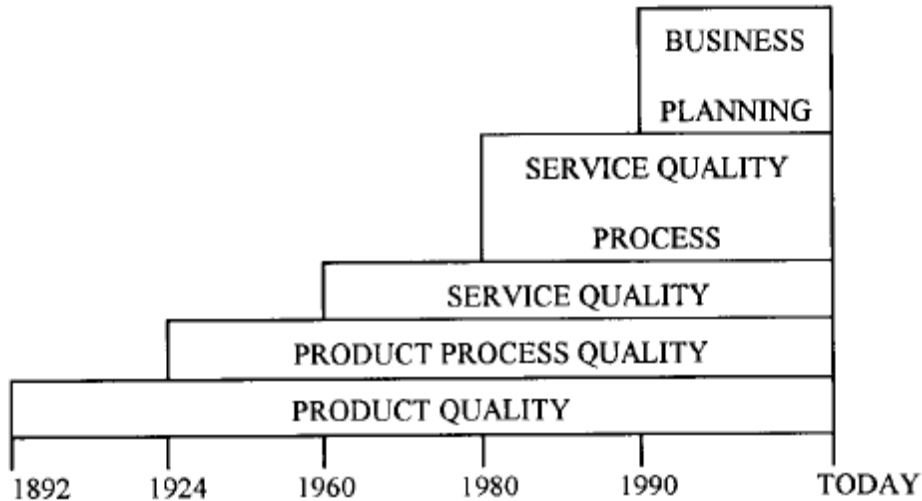 BUSINESS
PLANNING
SERVICE QUALITY
PROCESS
SERVICE QUALITY
PRODUCT PROCESS QUALITY
PRODUCT QUALITY
1892 1924 1960 1980 1990 TODAY